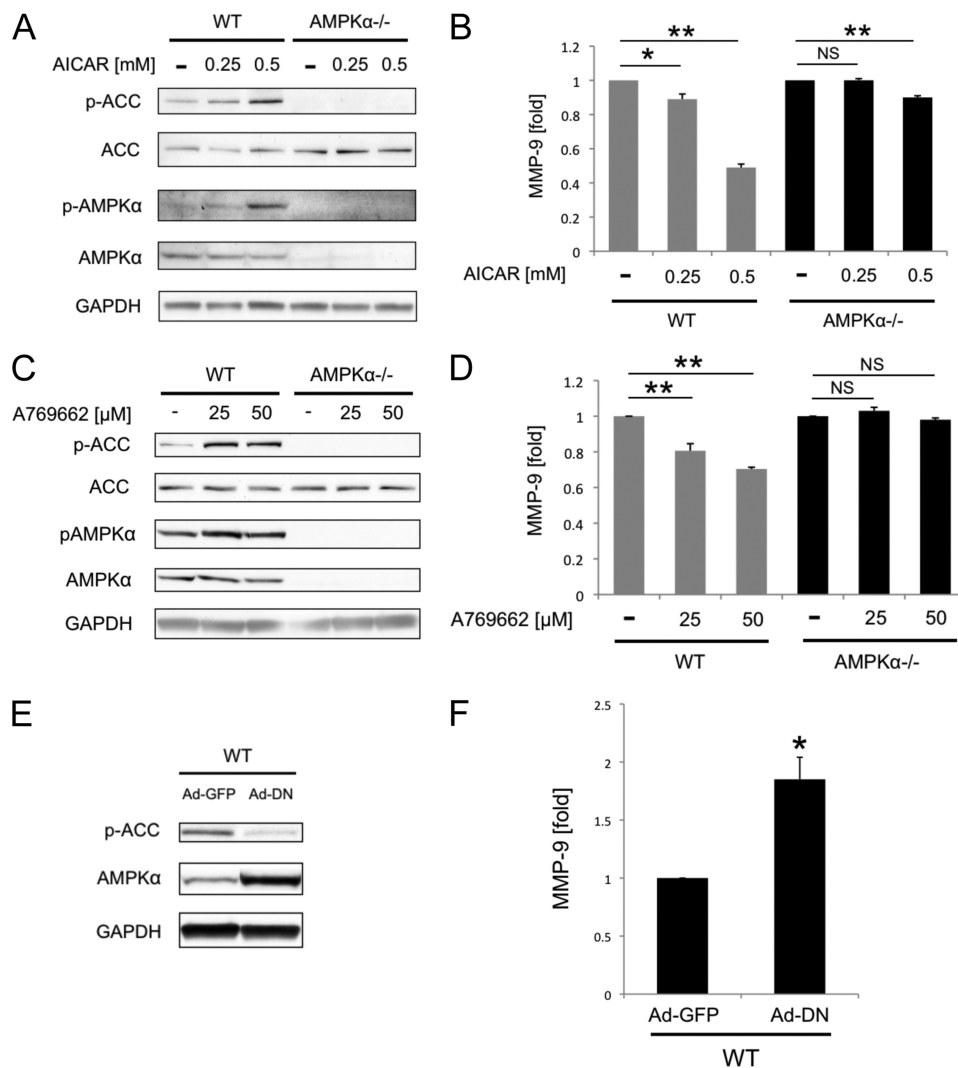 A
WT AMPKα-/-
AICAR [mM] - 0.25 0.5 - 0.25 0.5
p-ACC
ACC
p-AMPKα
AMPKα
GAPDH
B
** **
* NS
MMP-9 [fold]
1.2
1
0.8
0.6
0.4
0.2
0
AICAR [mM] - 0.25 0.5 - 0.25 0.5
WT AMPKα-/-
C
WT AMPKα-/-
A769662 [µM] - 25 50 - 25 50
p-ACC
ACC
pAMPKα
AMPKα
GAPDH
D
** NS
** NS
MMP-9 [fold]
1.2
1
0.8
0.6
0.4
0.2
0
A769662 [µM] - 25 50 - 25 50
WT AMPKα-/-
E
WT
Ad-GFP Ad-DN
p-ACC
AMPKα
GAPDH
F
*
MMP-9 [fold]
2.5
2
1.5
1
0.5
0
Ad-GFP Ad-DN
WT